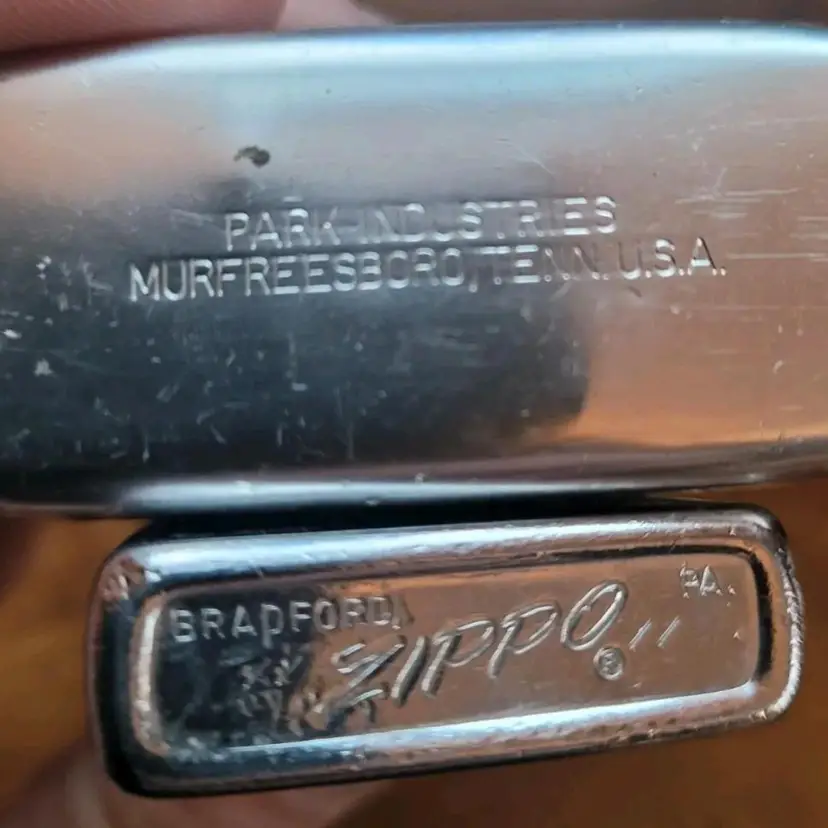 PARK INDUSTRIES
MURFREESBORO, TENN. U.S.A.
BRADFORD,
PA.
Zippo ®